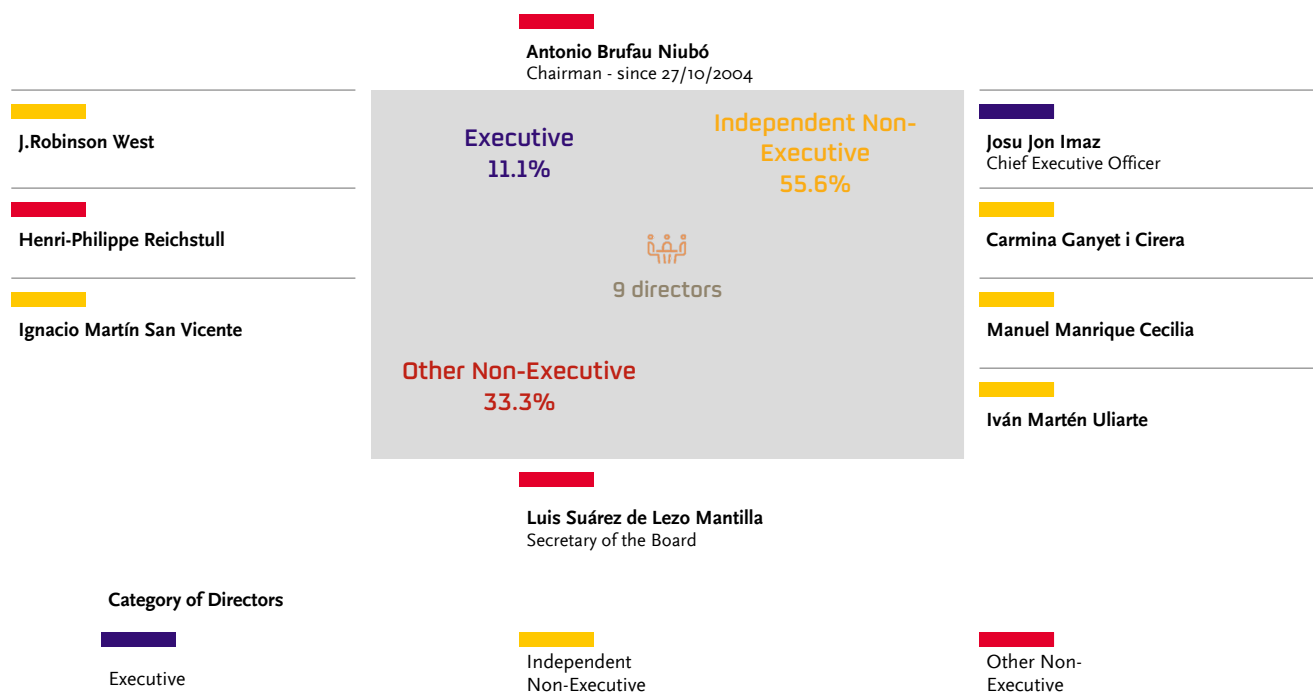 Antonio Brufau Niubó
Chairman - since 27/10/2004
J.Robinson West
Henri-Philippe Reichstull
Ignacio Martín San Vicente
Executive
11.1%
Independent Non-
Executive
55.6%
9 directors
Other Non-Executive
33.3%
Josu Jon Imaz
Chief Executive Officer
Carmina Ganyet i Cirera
Manuel Manrique Cecilia
Iván Martén Uliarte
Luis Suárez de Lezo Mantilla
Secretary of the Board
Category of Directors
Executive
Independent
Non-Executive
Other Non-
Executive